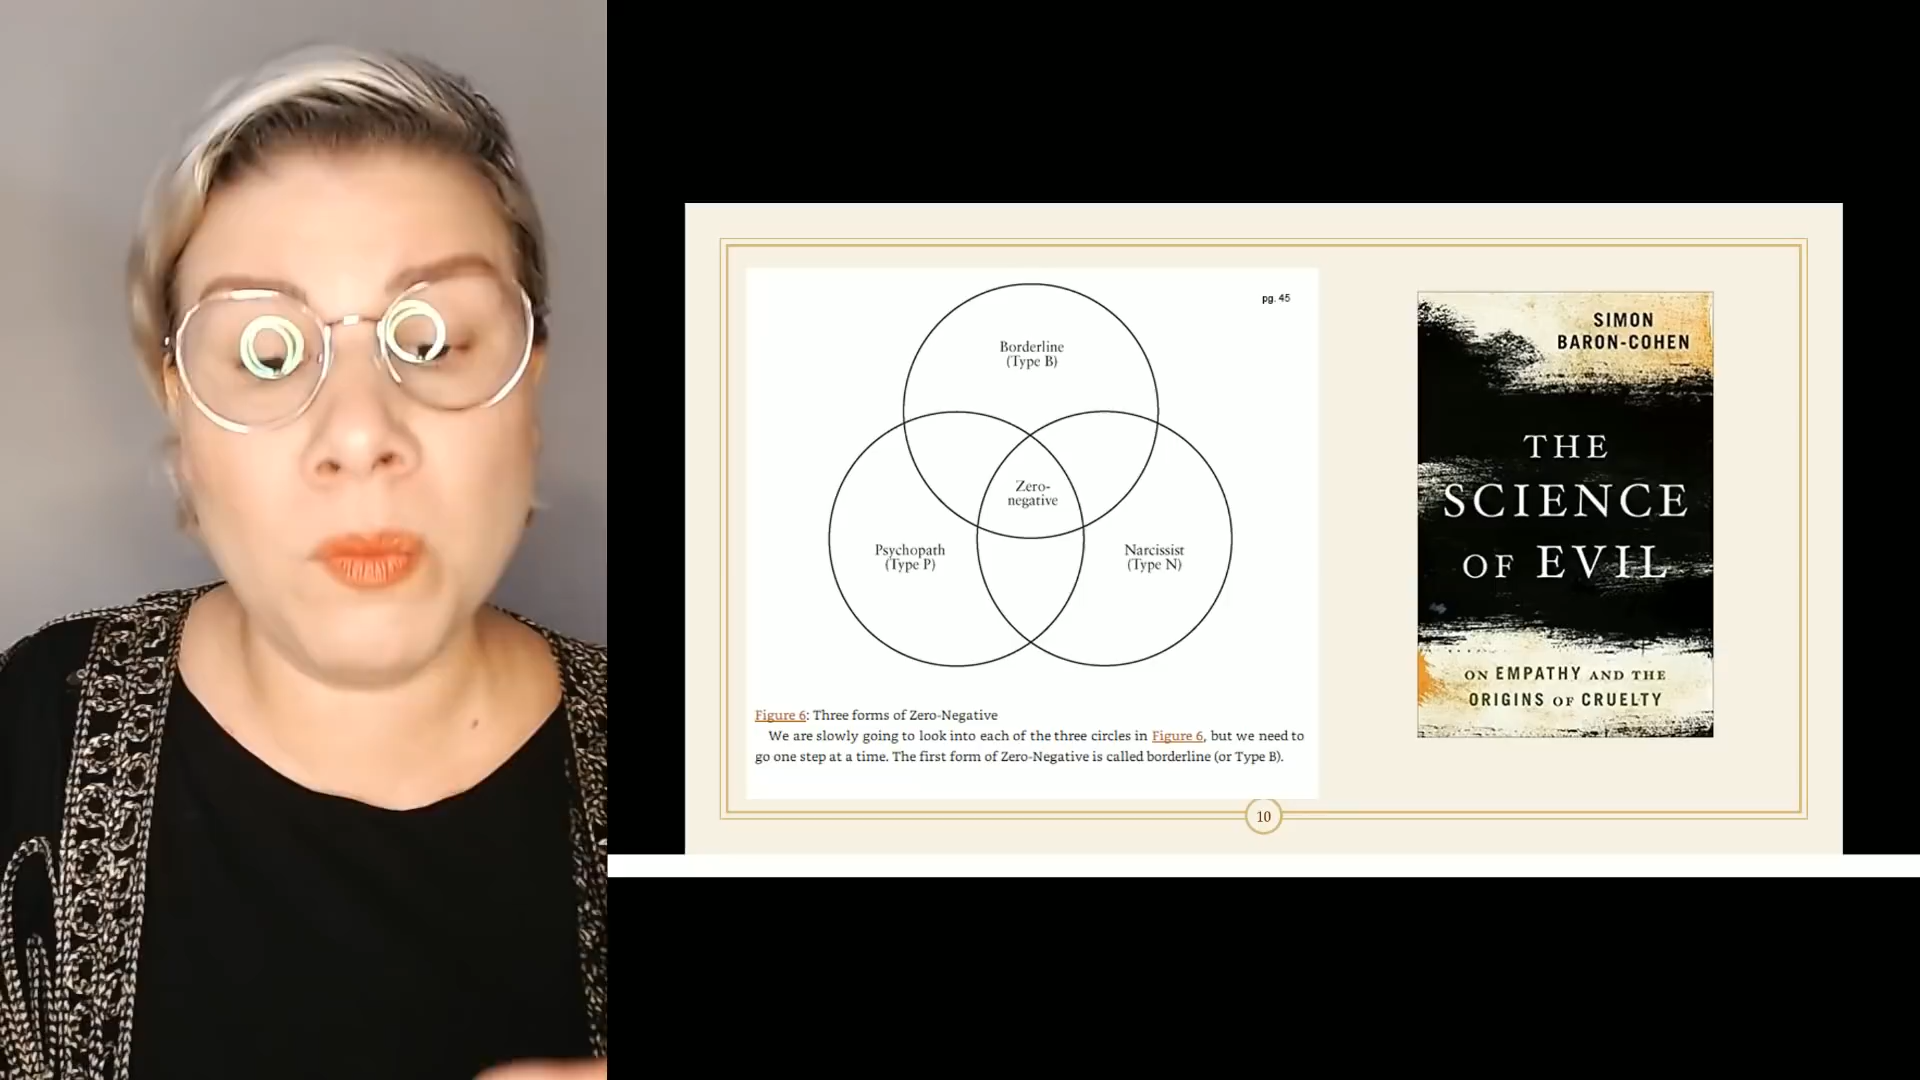 pg. 45
Borderline
(Type B)
Zero-
negative
Psychopath
(Type P)
Narcissist
(Type N)
Figure 6: Three forms of Zero-Negative
We are slowly going to look into each of the three circles in Figure 6, but we need to
go one step at a time. The first form of Zero-Negative is called borderline (or Type B).
SIMON
BARON-COHEN
THE
SCIENCE
OF EVIL
ON EMPATHY AND THE
ORIGINS OF CRUELTY
10